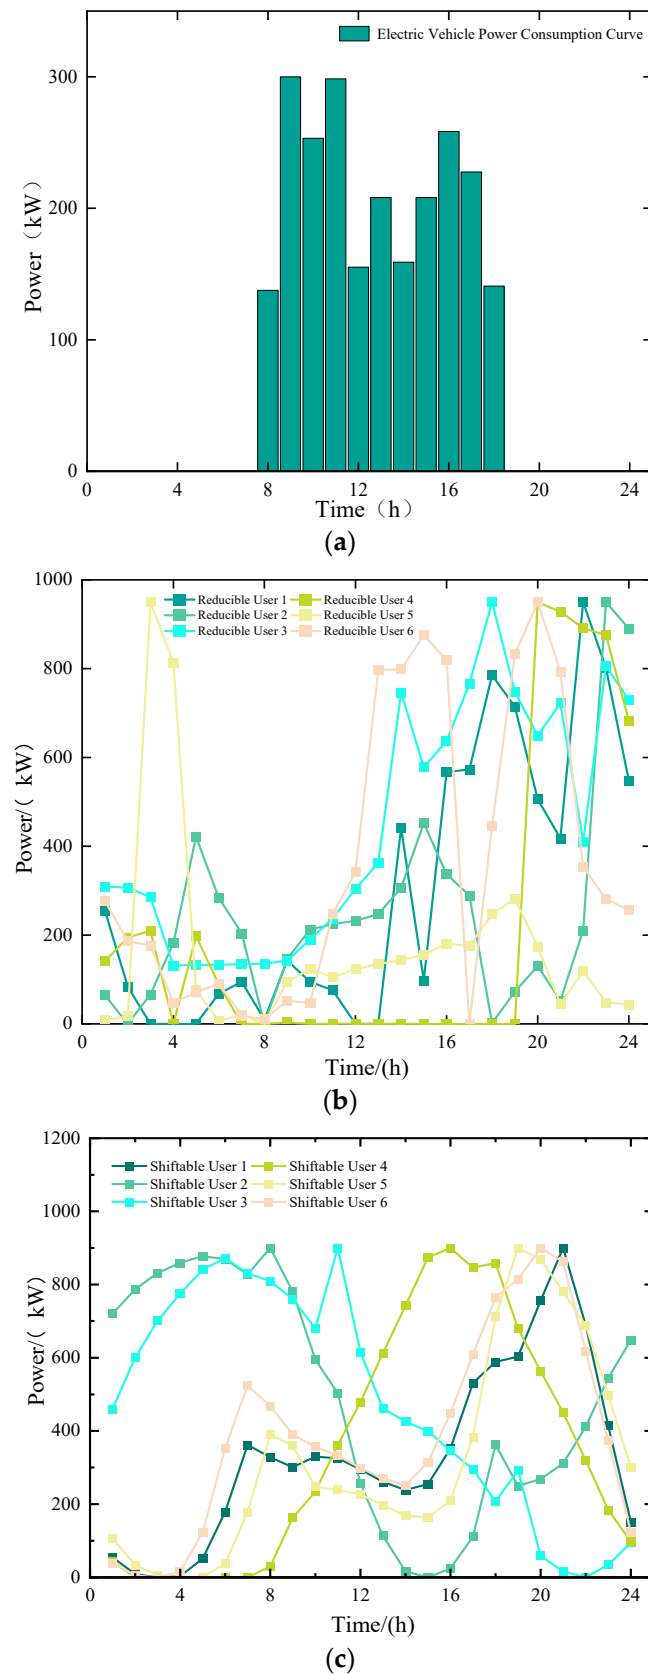 Electric Vehicle Power Consumption Curve
300
200
100
0
Power（kW）
0 4 8 12 16 20 24
Time（h）
(a)
Reducible User 1 Reducible User 4
Reducible User 2 Reducible User 5
Reducible User 3 Reducible User 6
1000
800
600
400
200
0
Power/( kW)
0 4 8 12 16 20 24
Time/(h)
(b)
Shiftable User 1 Shiftable User 4
Shiftable User 2 Shiftable User 5
Shiftable User 3 Shiftable User 6
1200
1000
800
600
400
200
0
Power/( kW)
0 4 8 12 16 20 24
Time/(h)
(c)